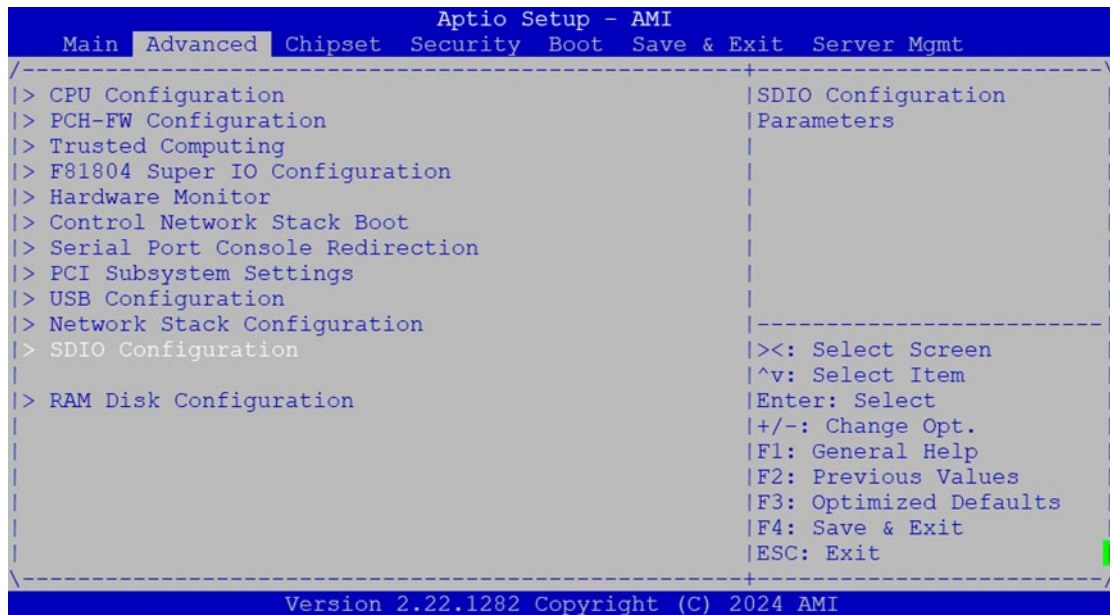 Aptio Setup - AMI
Main Advanced Chipset Security Boot Save & Exit Server Mgmt
/----------------------------------------------------+---------------------------\
|> CPU Configuration |SDIO Configuration |
|> PCH-FW Configuration |Parameters |
|> Trusted Computing | |
|> F81804 Super IO Configuration | |
|> Hardware Monitor | |
|> Control Network Stack Boot | |
|> Serial Port Console Redirection | |
|> PCI Subsystem Settings | |
|> USB Configuration | |
|> Network Stack Configuration |---------------------------|
|> SDIO Configuration |><: Select Screen |
| |^v: Select Item |
|> RAM Disk Configuration |Enter: Select |
| |+/-: Change Opt. |
| |F1: General Help |
| |F2: Previous Values |
| |F3: Optimized Defaults |
| |F4: Save & Exit |
| |ESC: Exit
\----------------------------------------------------+---------------------------/
Version 2.22.1282 Copyright (C) 2024 AMI